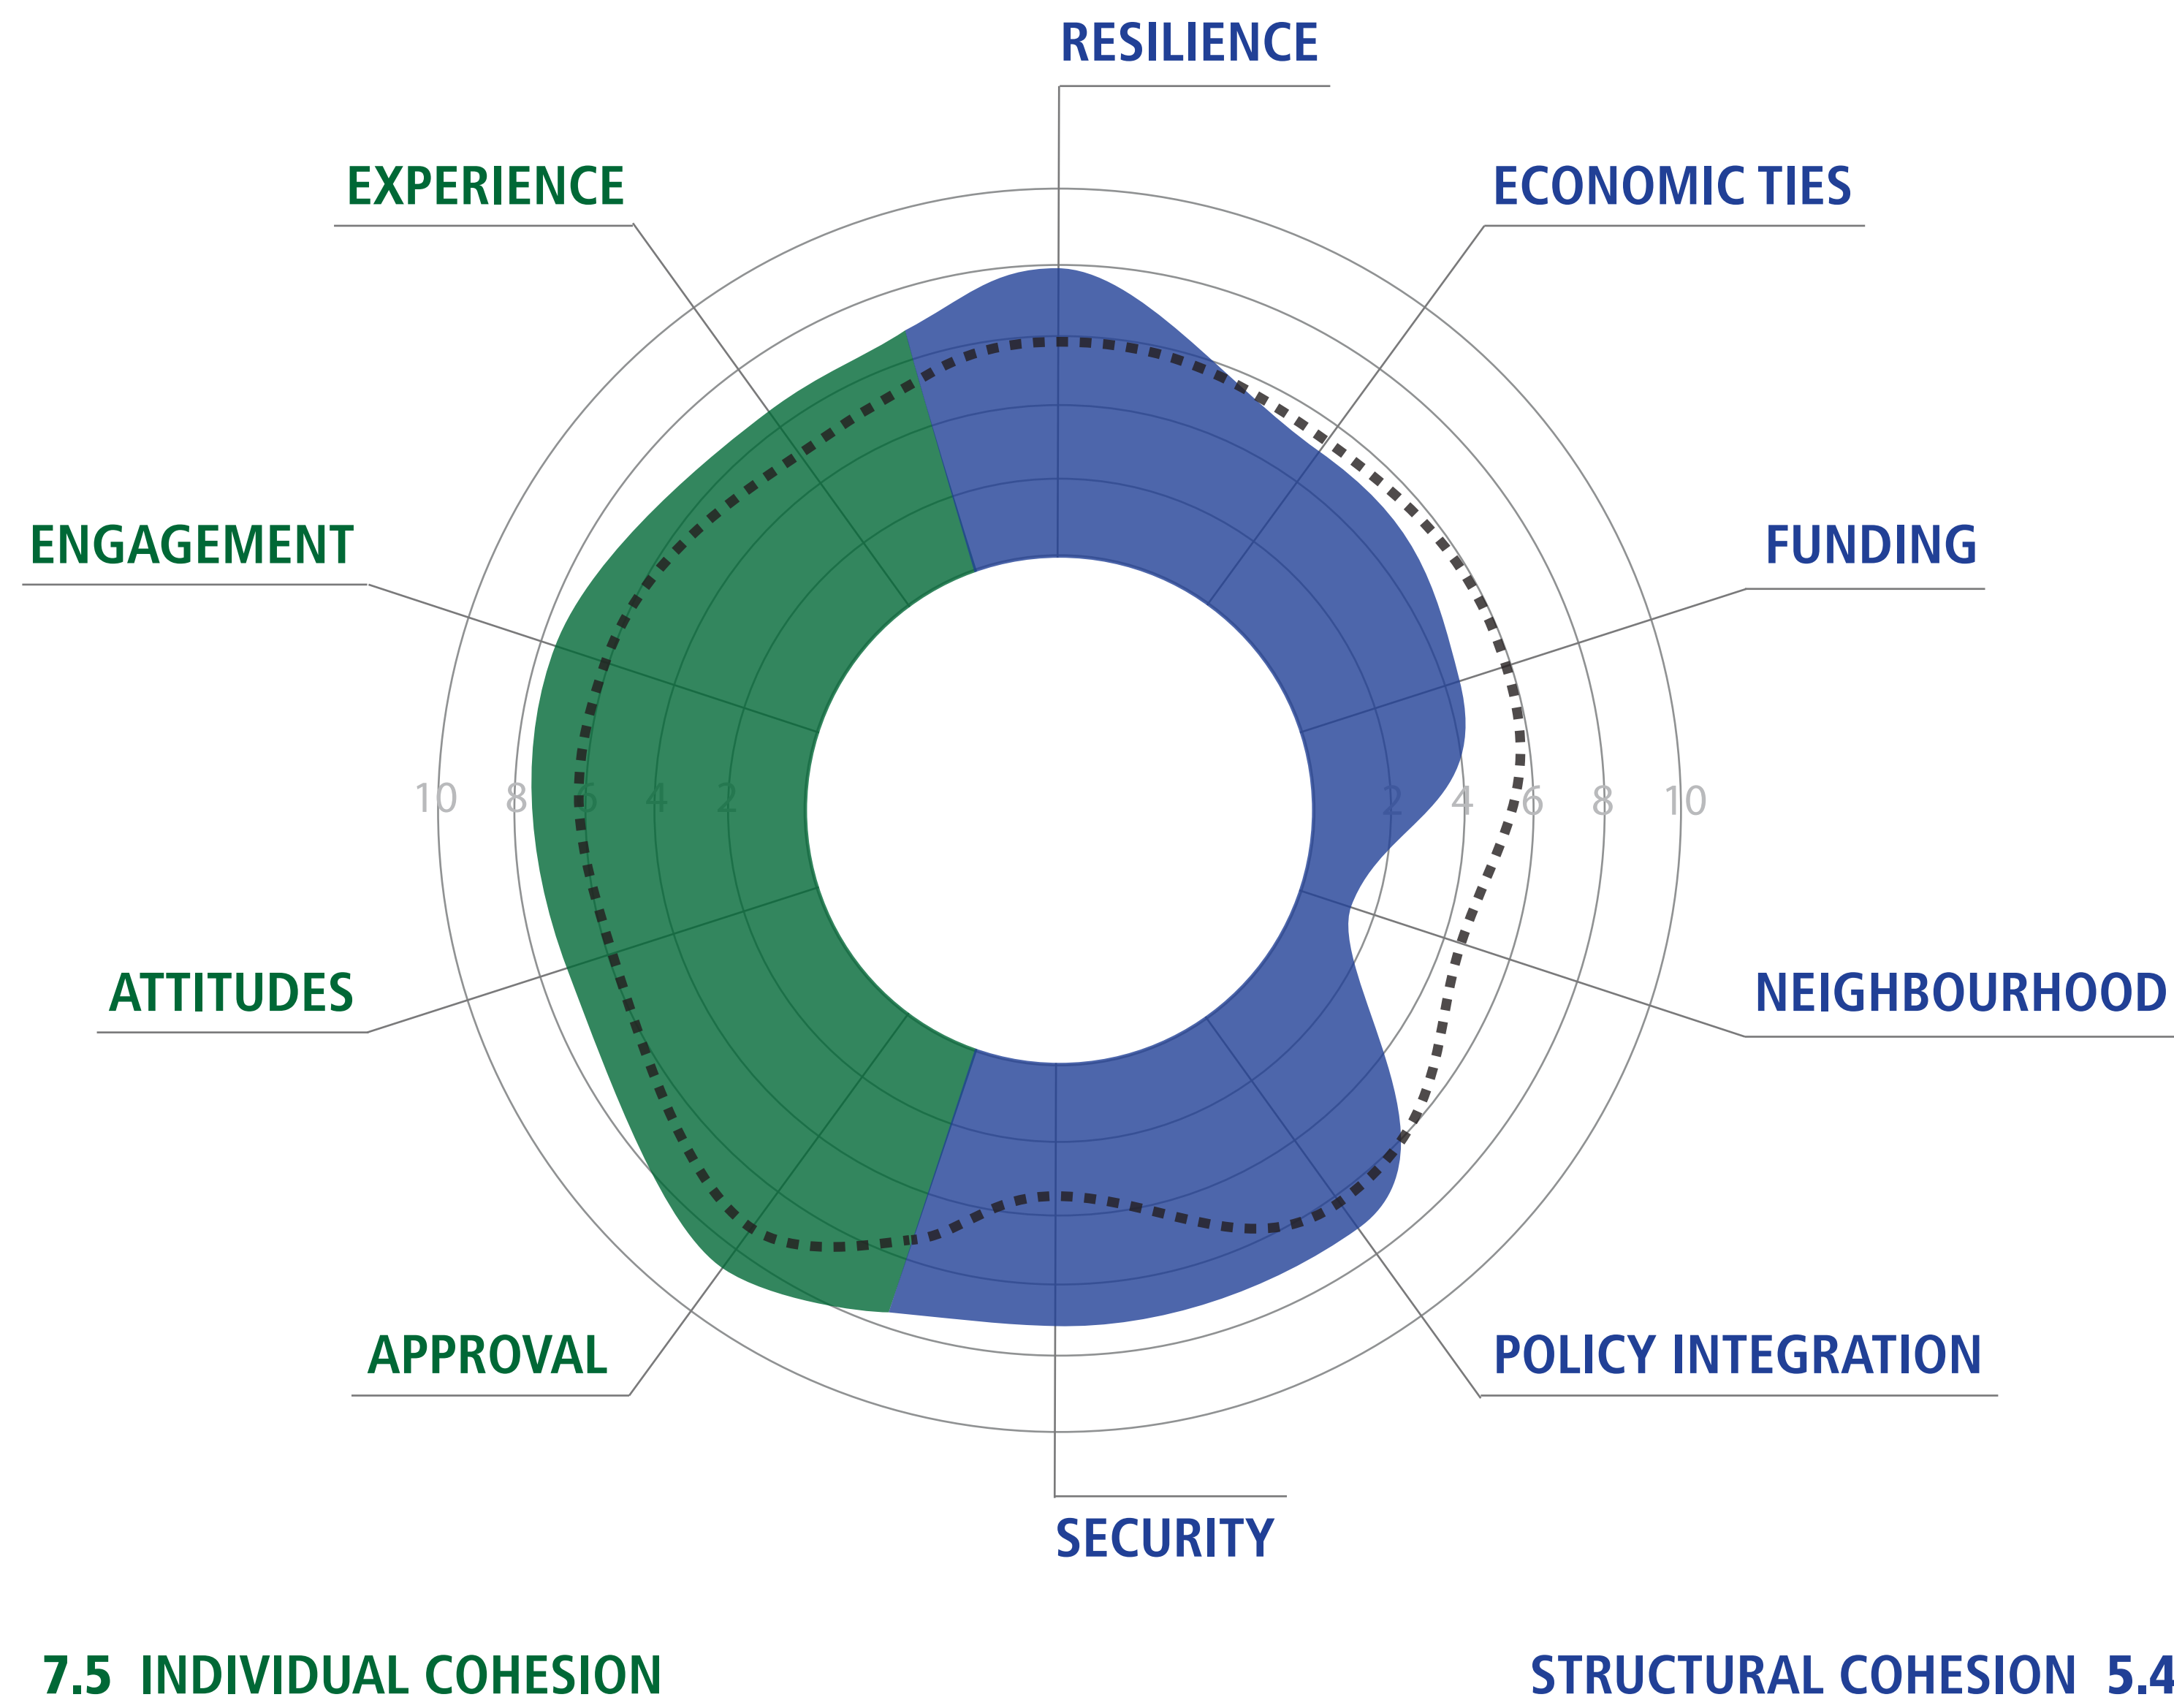 RESILIENCE
EXPERIENCE
ECONOMIC TIES
ENGAGEMENT
FUNDING
10 8 6 4 2 2 4 6 8 10
ATTITUDES
NEIGHBOURHOOD
APPROVAL
POLICY INTEGRATION
SECURITY
7.5 INDIVIDUAL COHESION
STRUCTURAL COHESION 5.4